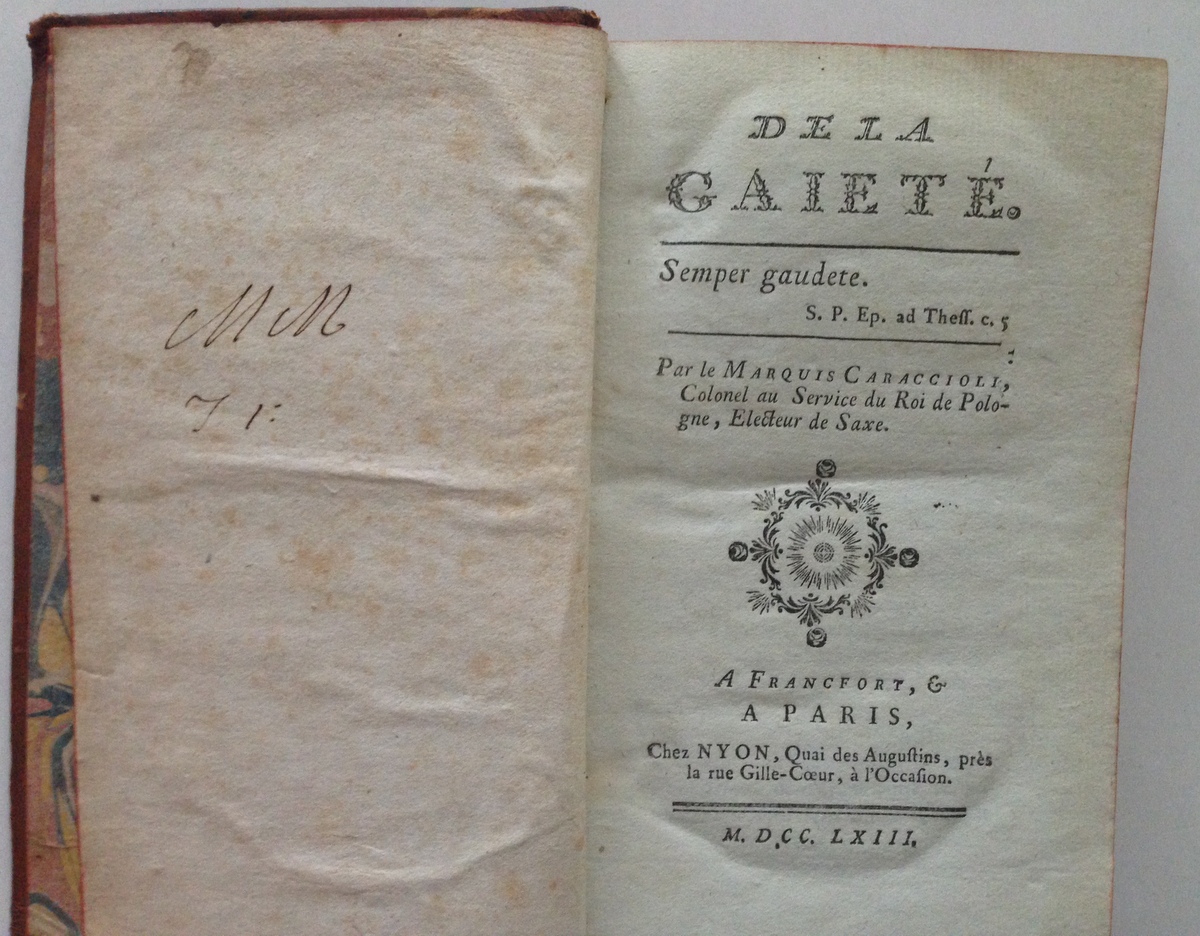 MM
DE LA
GAIETÉ.
Semper gaudete.
S. P. Ep. ad Theſſ. c. 5
Par le MARQUIS CARACCIOLI,
Colonel au Service du Roi de Polo-
gne, Electeur de Saxe.
A FRANCFORT, &
A PARIS,
Chez NYON, Quai des Auguſtins, près
la rue Gille-Cœur, à l'Occaſion.
M. DCC. LXIII.